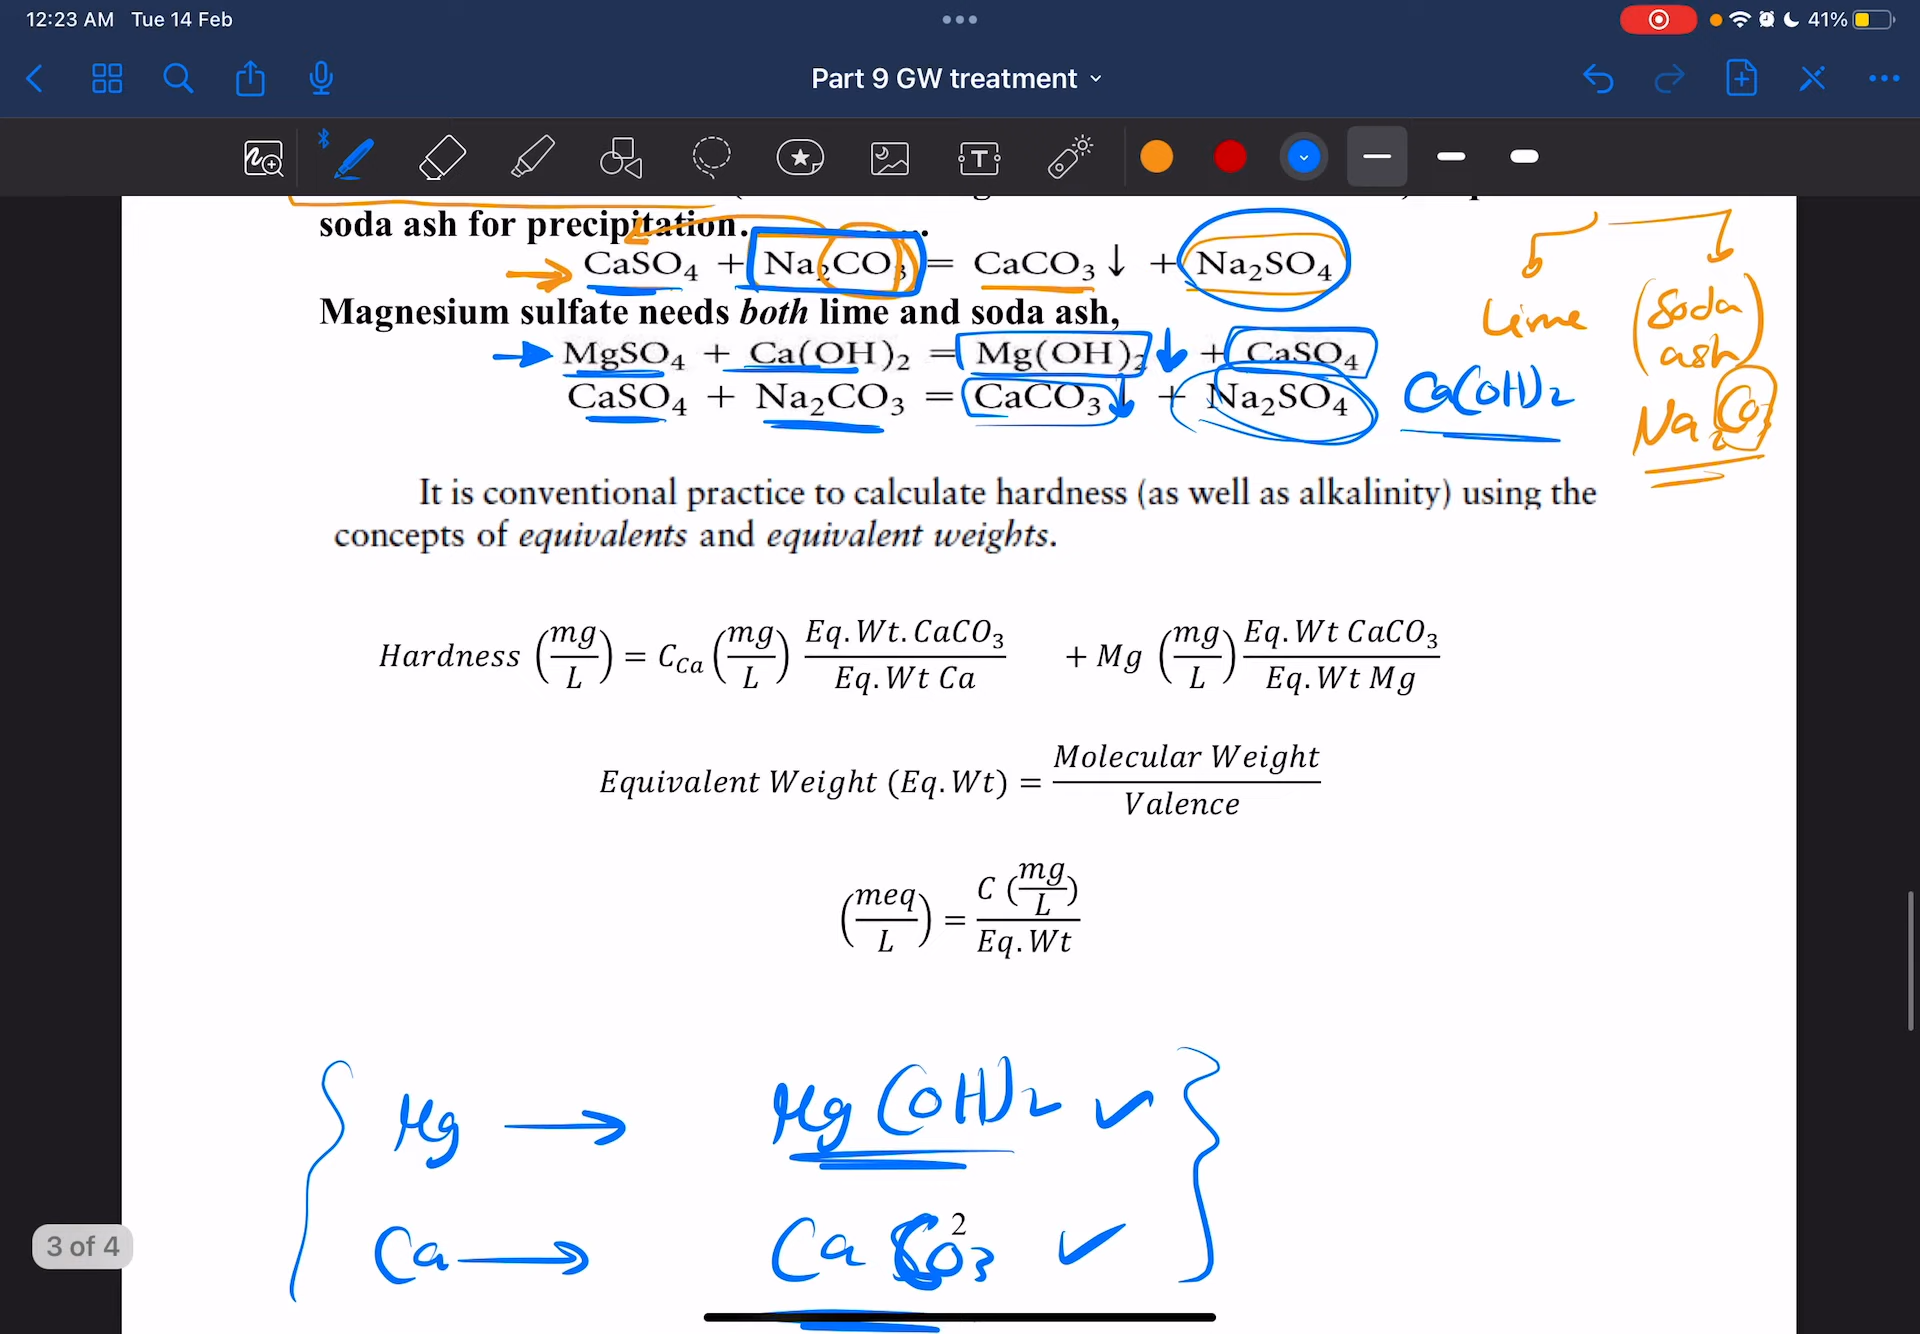 12:23 AM Tue 14 Feb
41%
Part 9 GW treatment
T
soda ash for precipitation.
CaSO₄ + Na₂CO₃ = CaCO₃↓ + Na₂SO₄
Magnesium sulfate needs both lime and soda ash,
MgSO₄ + Ca(OH)₂ = Mg(OH)₂↓ + CaSO₄
CaSO₄ + Na₂CO₃ = CaCO₃↓ + Na₂SO₄
Lime
(Soda
ash)
Ca(OH)₂
Na₂CO₃
It is conventional practice to calculate hardness (as well as alkalinity) using the
concepts of equivalents and equivalent weights.
Hardness (mg/L) = C_Ca (mg/L) Eq.Wt.CaCO₃/Eq.Wt Ca + Mg (mg/L) Eq.Wt CaCO₃/Eq.Wt Mg
Equivalent Weight (Eq.Wt) = Molecular Weight/Valence
(meq/L) = C (mg/L)/Eq.Wt
{ Mg → Mg(OH)₂ ✓ }
2
Ca → CaCO₃ ✓
3 of 4